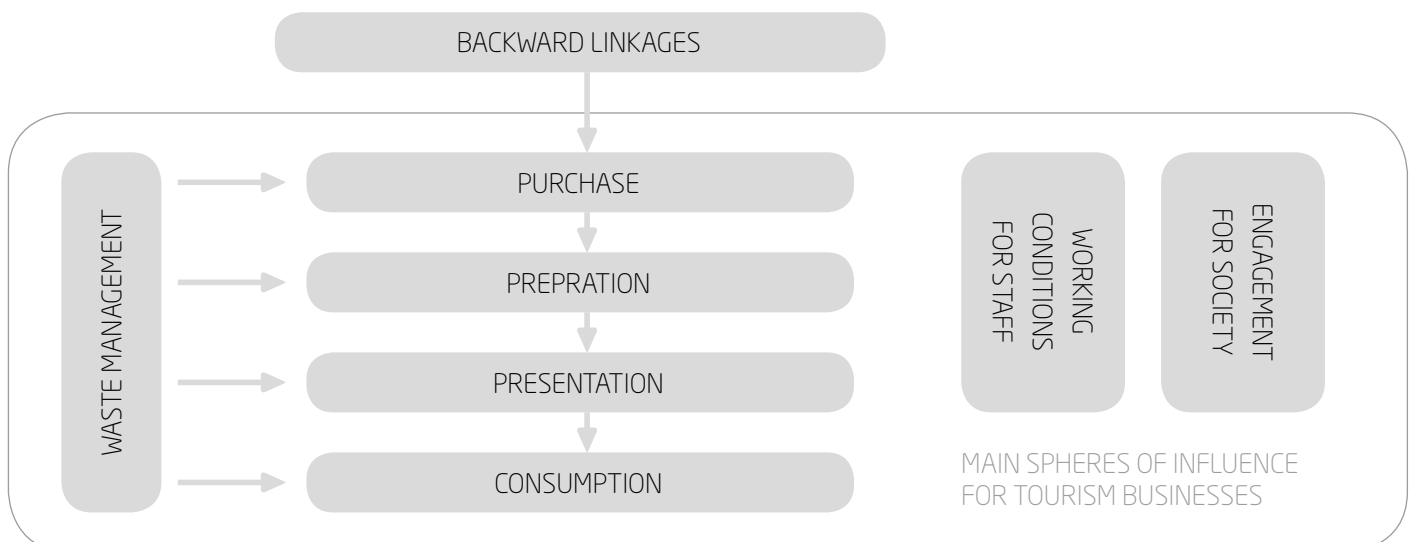 BACKWARD LINKAGES
WASTE MANAGEMENT
PURCHASE
PREPRATION
PRESENTATION
CONSUMPTION
WORKING
CONDITIONS
FOR STAFF
ENGAGEMENT
FOR SOCIETY
MAIN SPHERES OF INFLUENCE
FOR TOURISM BUSINESSES